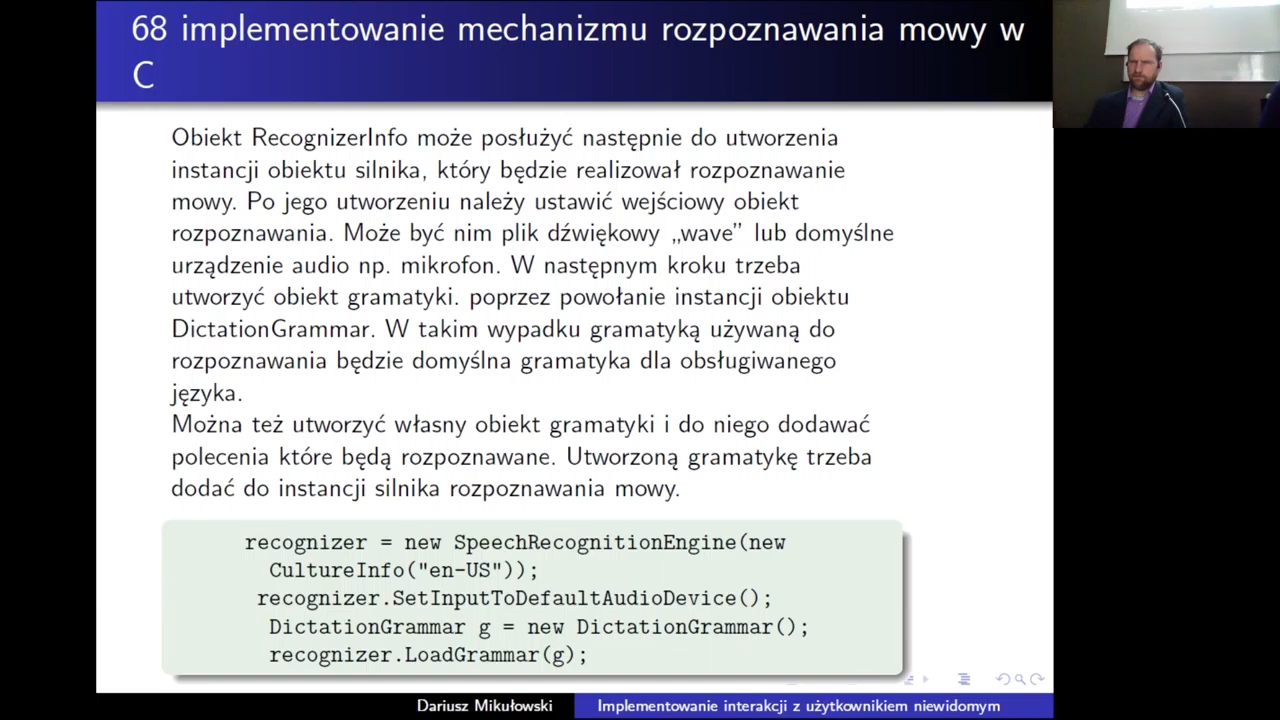 68 implementowanie mechanizmu rozpoznawania mowy w
C
Obiekt RecognizerInfo może posłużyć następnie do utworzenia
instancji obiektu silnika, który będzie realizował rozpoznawanie
mowy. Po jego utworzeniu należy ustawić wejściowy obiekt
rozpoznawania. Może być nim plik dźwiękowy „wave” lub domyślne
urządzenie audio np. mikrofon. W następnym kroku trzeba
utworzyć obiekt gramatyki. poprzez powołanie instancji obiektu
DictationGrammar. W takim wypadku gramatyką używaną do
rozpoznawania będzie domyślna gramatyka dla obsługiwanego
języka.
Można też utworzyć własny obiekt gramatyki i do niego dodawać
polecenia które będą rozpoznawane. Utworzoną gramatykę trzeba
dodać do instancji silnika rozpoznawania mowy.
recognizer = new SpeechRecognitionEngine(new
CultureInfo("en-US"));
recognizer.SetInputToDefaultAudioDevice();
DictationGrammar g = new DictationGrammar();
recognizer.LoadGrammar(g);
Dariusz Mikułowski
Implementowanie interakcji z użytkownikiem niewidomym